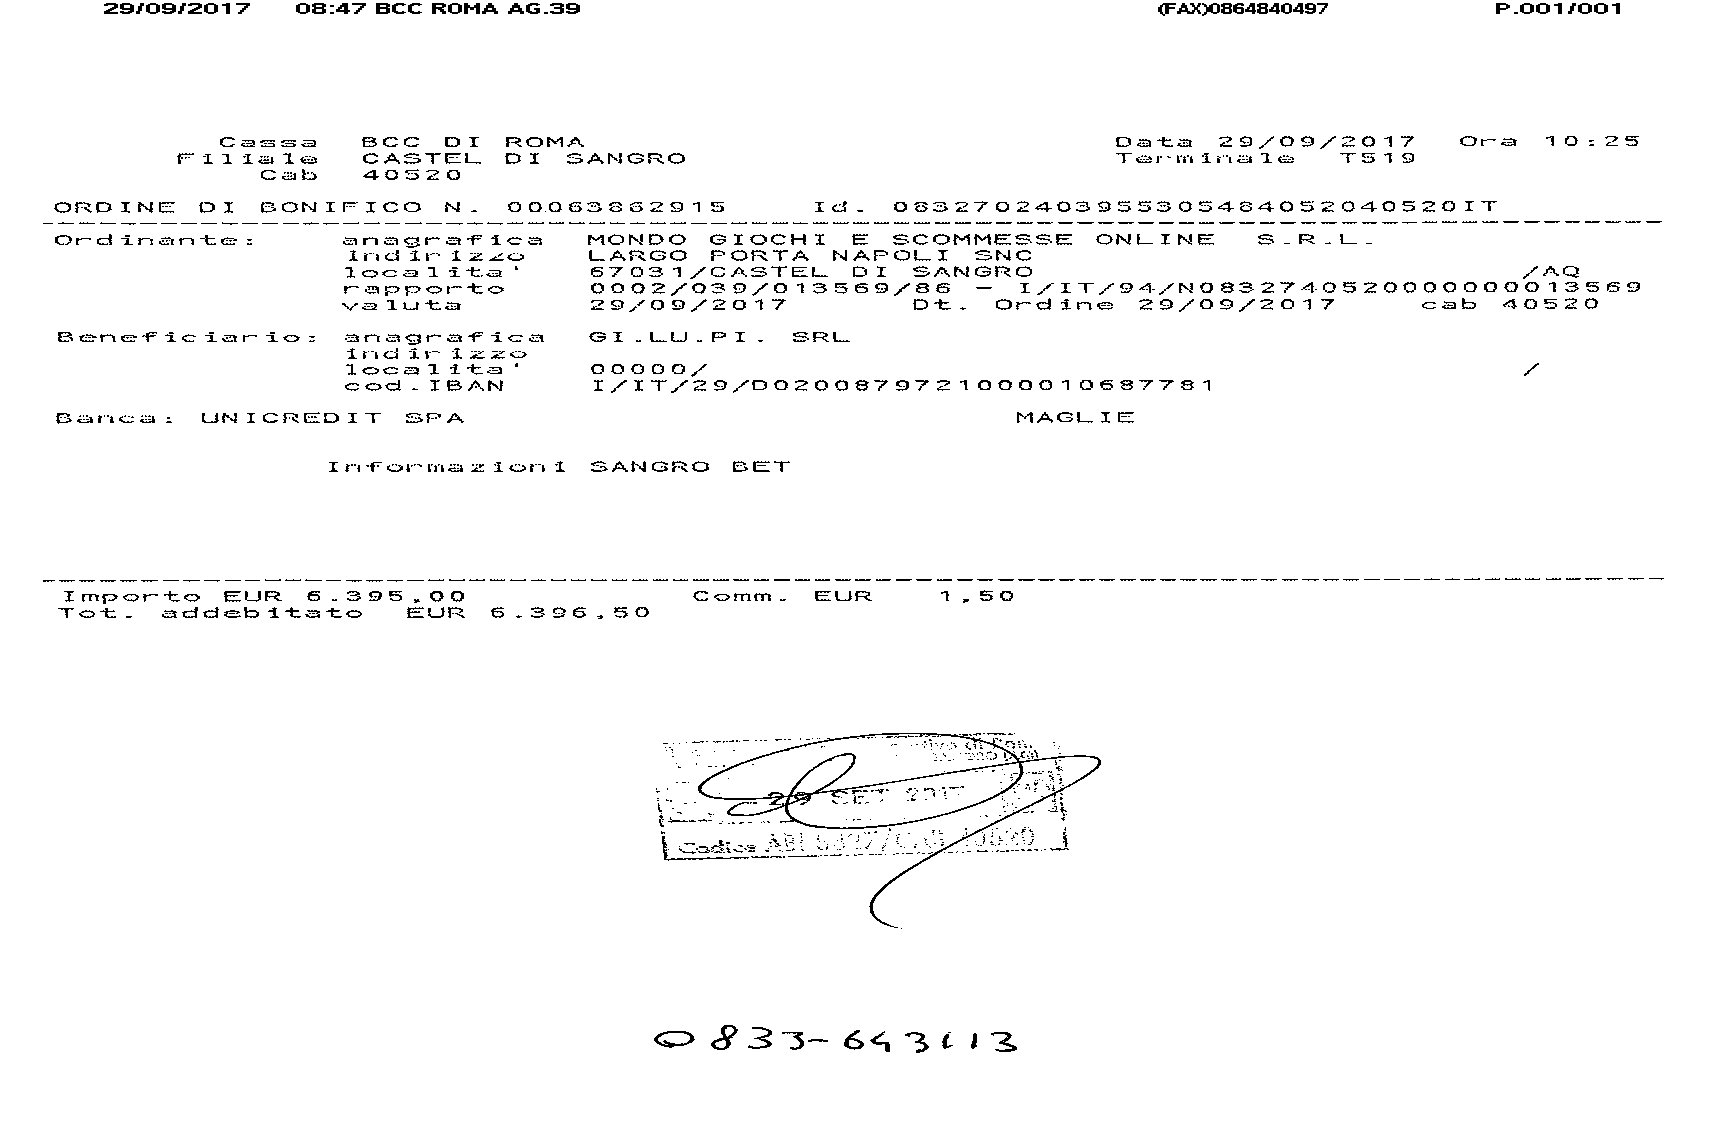 29/09/2017 08:47 BCC ROMA AG.39 (FAX)0864840497 P.001/001
Cassa BCC DI ROMA Data 29/09/2017 Ora 10:25
Filiale CASTEL DI SANGRO Terminale T519
Cab 40520
ORDINE DI BONIFICO N. 00063862915 Id. 0832702403955305484052040520IT
Ordinante: anagrafica MONDO GIOCHI E SCOMMESSE ONLINE S.R.L.
indirizzo LARGO PORTA NAPOLI SNC
localita' 67031/CASTEL DI SANGRO /AQ
rapporto 0002/039/013569/86 - I/IT/94/N0832740520000000013569
valuta 29/09/2017 Dt. Ordine 29/09/2017 cab 40520
Beneficiario: anagrafica GI.LU.PI. SRL
indirizzo
localita' 00000/ /
cod.IBAN I/IT/29/D0200879721000010687781
Banca: UNICREDIT SPA MAGLIE
Informazioni SANGRO BET
Importo EUR 6.395,00 Comm. EUR 1,50
Tot. addebitato EUR 6.396,50
29 SET 2017
Codice ABI
0833-643113